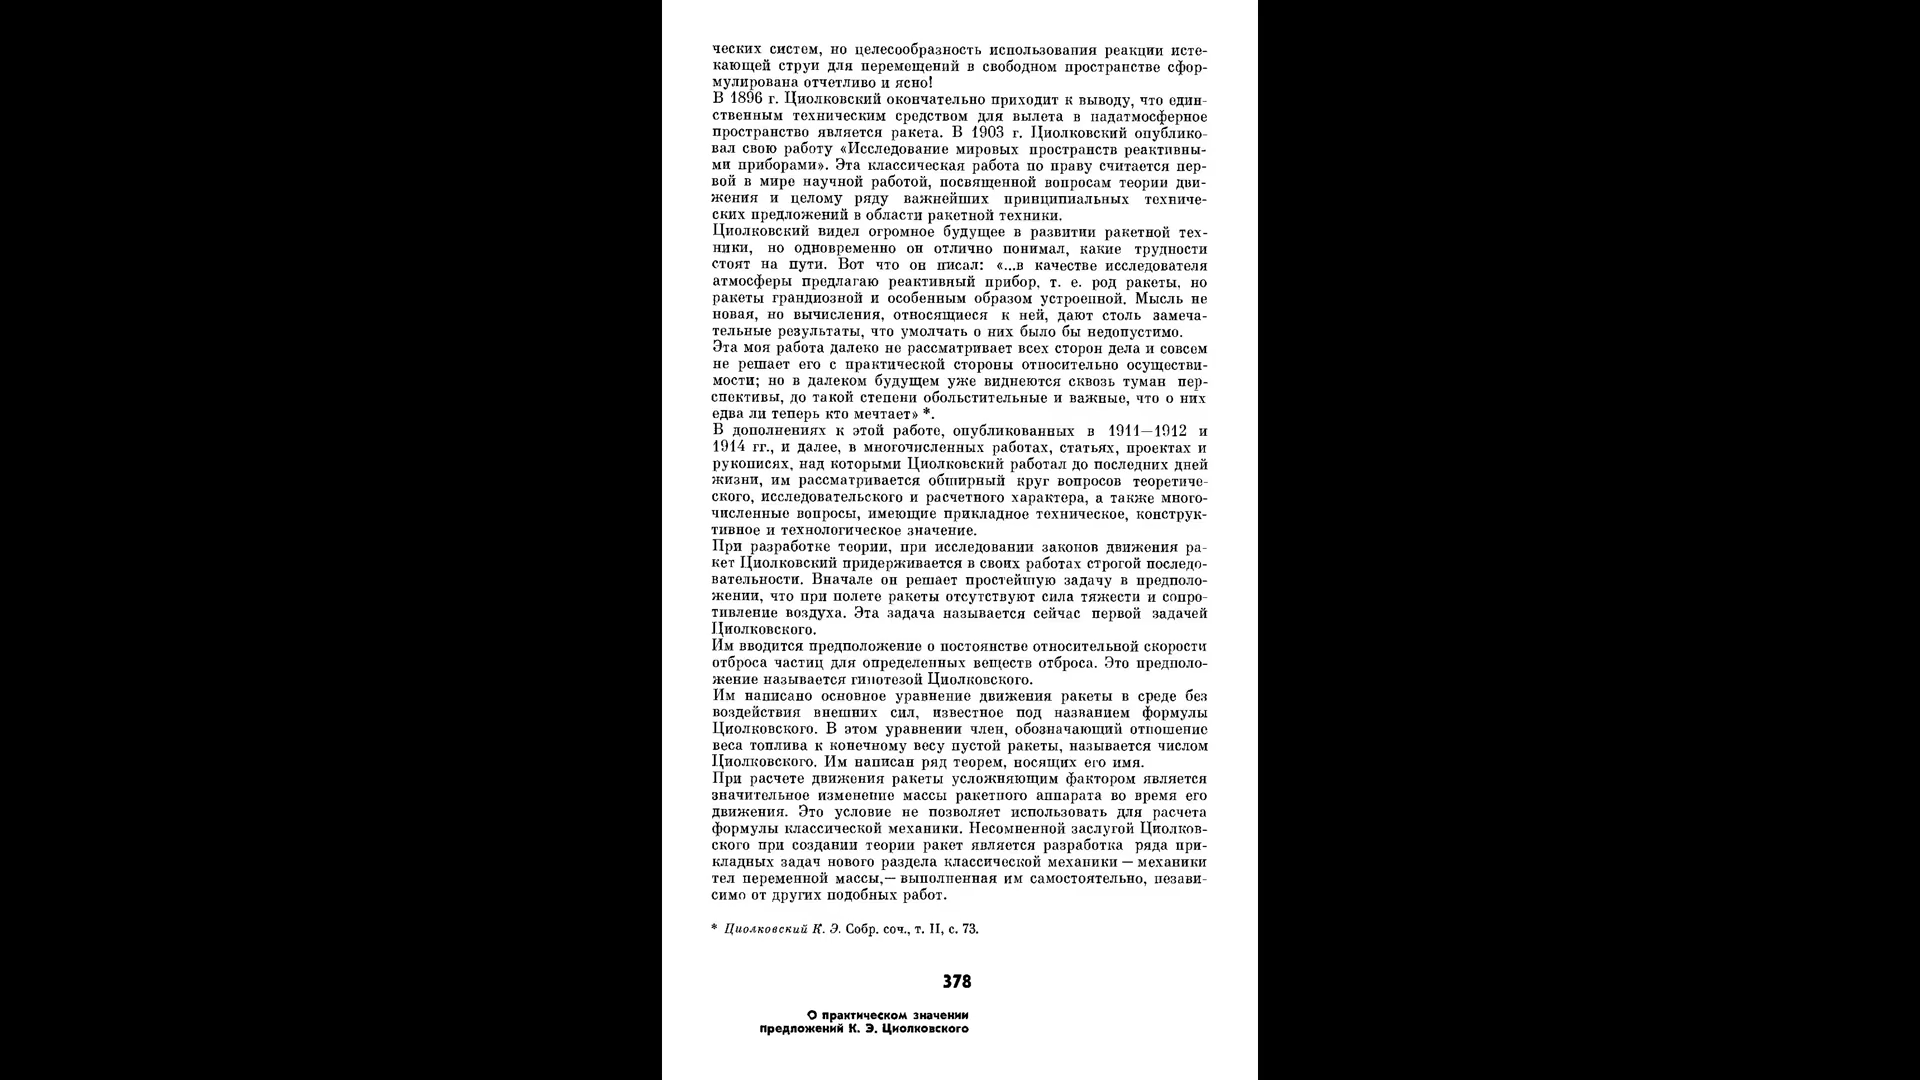 ческих систем, но целесообразность использования реакции исте-
кающей струи для перемещений в свободном пространстве сфор-
мулирована отчетливо и ясно!
В 1896 г. Циолковский окончательно приходит к выводу, что един-
ственным техническим средством для вылета в надатмосферное
пространство является ракета. В 1903 г. Циолковский опублико-
вал свою работу «Исследование мировых пространств реактивны-
ми приборами». Эта классическая работа по праву считается пер-
вой в мире научной работой, посвященной вопросам теории дви-
жения и целому ряду важнейших принципиальных техниче-
ских предложений в области ракетной техники.
Циолковский видел огромное будущее в развитии ракетной тех-
ники, но одновременно он отлично понимал, какие трудности
стоят на пути. Вот что он писал: «...в качестве исследователя
атмосферы предлагаю реактивный прибор, т. е. род ракеты, но
ракеты грандиозной и особенным образом устроенной. Мысль не
новая, но вычисления, относящиеся к ней, дают столь замеча-
тельные результаты, что умолчать о них было бы недопустимо.
Эта моя работа далеко не рассматривает всех сторон дела и совсем
не решает его с практической стороны относительно осуществи-
мости; но в далеком будущем уже виднеются сквозь туман пер-
спективы, до такой степени обольстительные и важные, что о них
едва ли теперь кто мечтает» *.
В дополнениях к этой работе, опубликованных в 1911—1912 и
1914 гг., и далее, в многочисленных работах, статьях, проектах и
рукописях, над которыми Циолковский работал до последних дней
жизни, им рассматривается обширный круг вопросов теоретиче-
ского, исследовательского и расчетного характера, а также много-
численные вопросы, имеющие прикладное техническое, конструк-
тивное и технологическое значение.
При разработке теории, при исследовании законов движения ра-
кет Циолковский придерживается в своих работах строгой последо-
вательности. Вначале он решает простейшую задачу в предполо-
жении, что при полете ракеты отсутствуют сила тяжести и сопро-
тивление воздуха. Эта задача называется сейчас первой задачей
Циолковского.
Им вводится предположение о постоянстве относительной скорости
отброса частиц для определенных веществ отброса. Это предполо-
жение называется гипотезой Циолковского.
Им написано основное уравнение движения ракеты в среде без
воздействия внешних сил, известное под названием формулы
Циолковского. В этом уравнении член, обозначающий отношение
веса топлива к конечному весу пустой ракеты, называется числом
Циолковского. Им написан ряд теорем, носящих его имя.
При расчете движения ракеты усложняющим фактором является
значительное изменение массы ракетного аппарата во время его
движения. Это условие не позволяет использовать для расчета
формулы классической механики. Несомненной заслугой Циолков-
ского при создании теории ракет является разработка ряда при-
кладных задач нового раздела классической механики — механики
тел переменной массы,— выполненная им самостоятельно, незави-
симо от других подобных работ.
* Циолковский К. Э. Собр. соч., т. II, с. 73.
378
О практическом значении
предложений К. Э. Циолковского